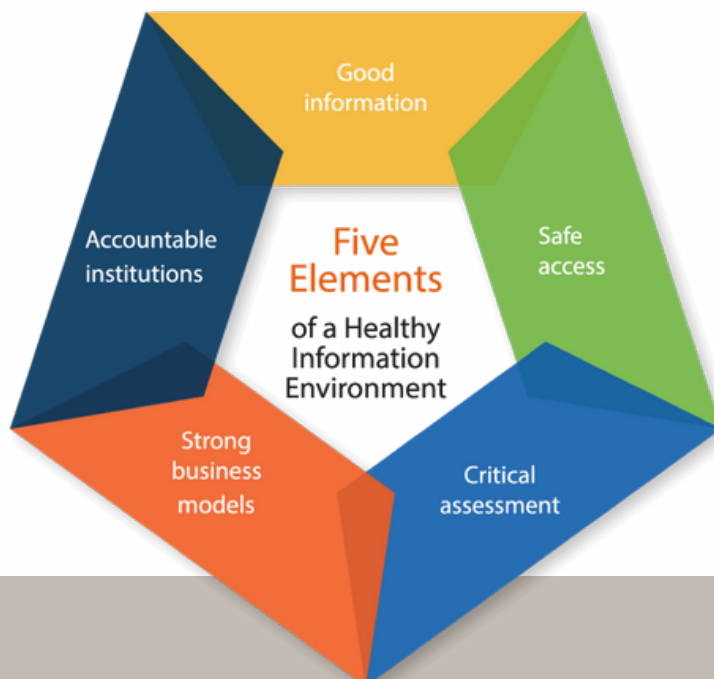 Good
information
Safe
access
Critical
assessment
Strong
business
models
Accountable
institutions
Five
Elements
of a Healthy
Information
Environment